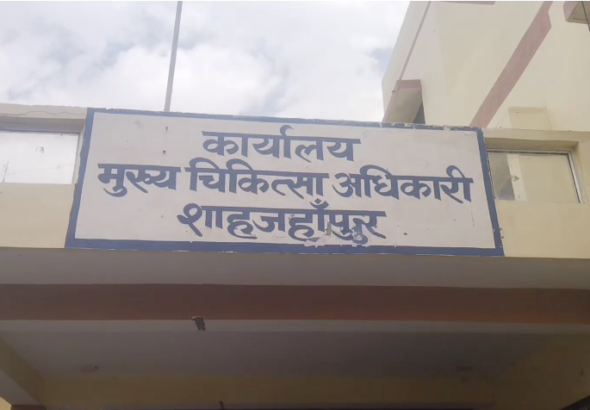 कार्यालय
मुख्य चिकित्सा अधिकारी
शाहजहाँपुर